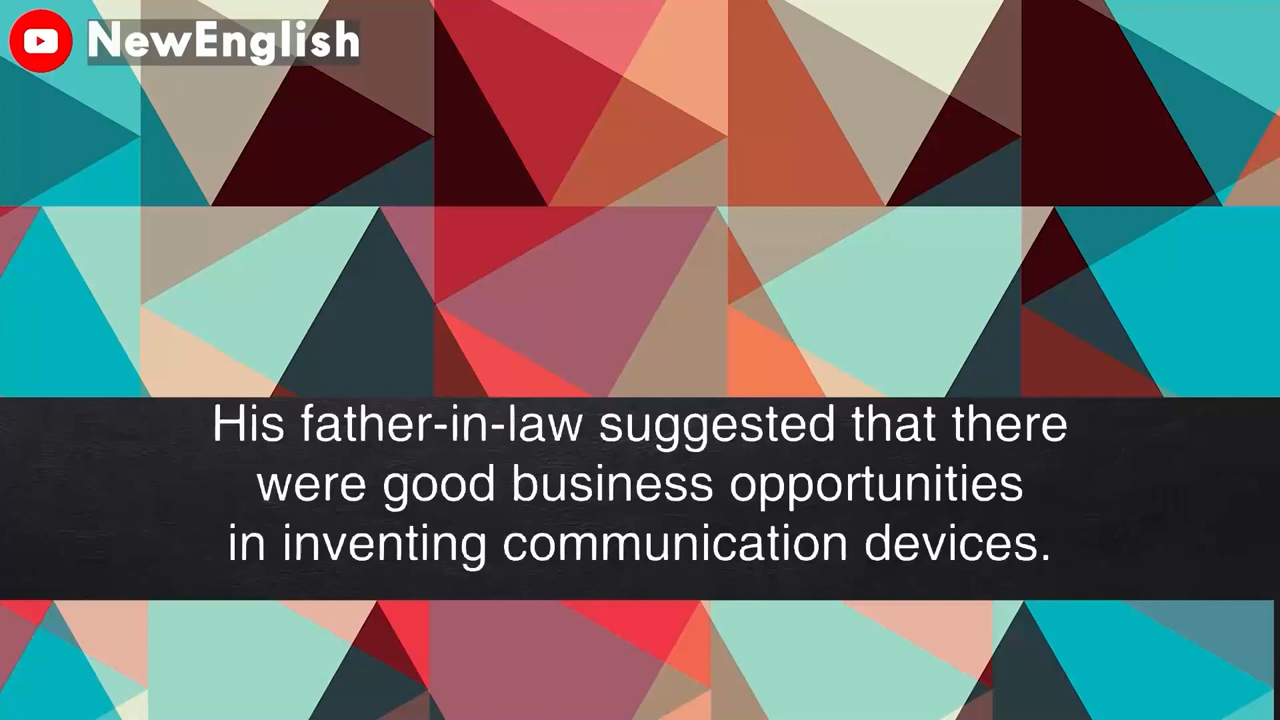 NewEnglish
His father-in-law suggested that there
were good business opportunities
in inventing communication devices.